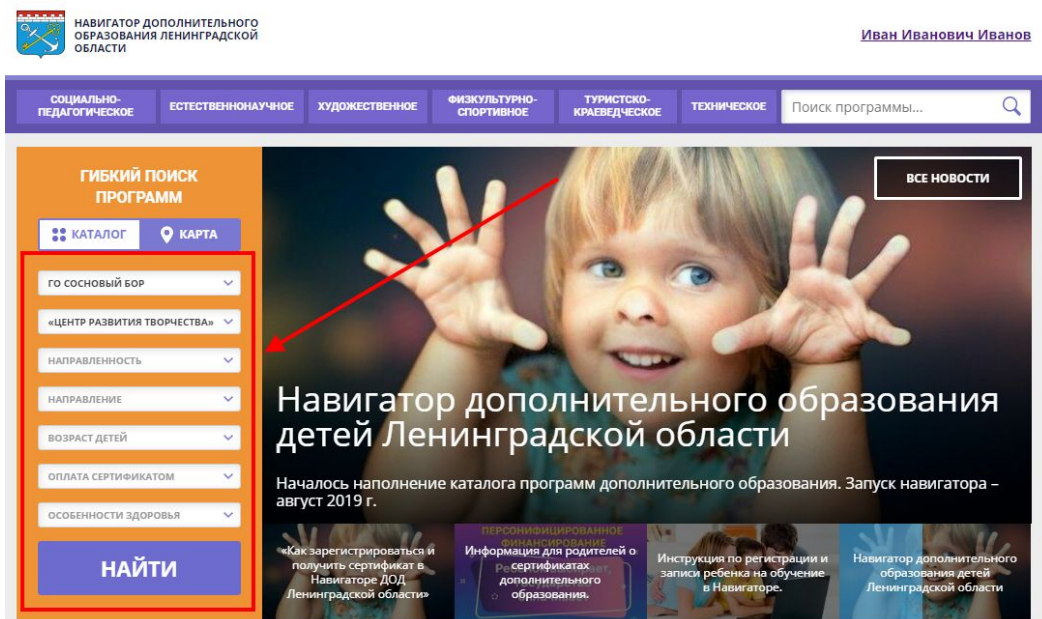 НАВИГАТОР ДОПОЛНИТЕЛЬНОГО
ОБРАЗОВАНИЯ ЛЕНИНГРАДСКОЙ
ОБЛАСТИ
Иван Иванович Иванов
СОЦИАЛЬНО-
ПЕДАГОГИЧЕСКОЕ
ЕСТЕСТВЕННОНАУЧНОЕ
ХУДОЖЕСТВЕННОЕ
ФИЗКУЛЬТУРНО-
СПОРТИВНОЕ
ТУРИСТСКО-
КРАЕВЕДЧЕСКОЕ
ТЕХНИЧЕСКОЕ
Поиск программы...
ГИБКИЙ ПОИСК
ПРОГРАММ
КАТАЛОГ
КАРТА
ГО СОСНОВЫЙ БОР
«ЦЕНТР РАЗВИТИЯ ТВОРЧЕСТВА»
НАПРАВЛЕННОСТЬ
НАПРАВЛЕНИЕ
ВОЗРАСТ ДЕТЕЙ
ОПЛАТА СЕРТИФИКАТОМ
ОСОБЕННОСТИ ЗДОРОВЬЯ
НАЙТИ
ВСЕ НОВОСТИ
Навигатор дополнительного образования
детей Ленинградской области
Началось наполнение каталога программ дополнительного образования. Запуск навигатора –
август 2019 г.
«Как зарегистрироваться и
получить сертификат в
Навигаторе ДОД
Ленинградской области»
ПЕРСОНИФИЦИРОВАННОЕ
ФИНАНСИРОВАНИЕ
Информация для родителей о
сертификатах
дополнительного
образования.
Инструкция по регистрации и
записи ребенка на обучение
в Навигаторе.
Навигатор дополнительного
образования детей
Ленинградской области